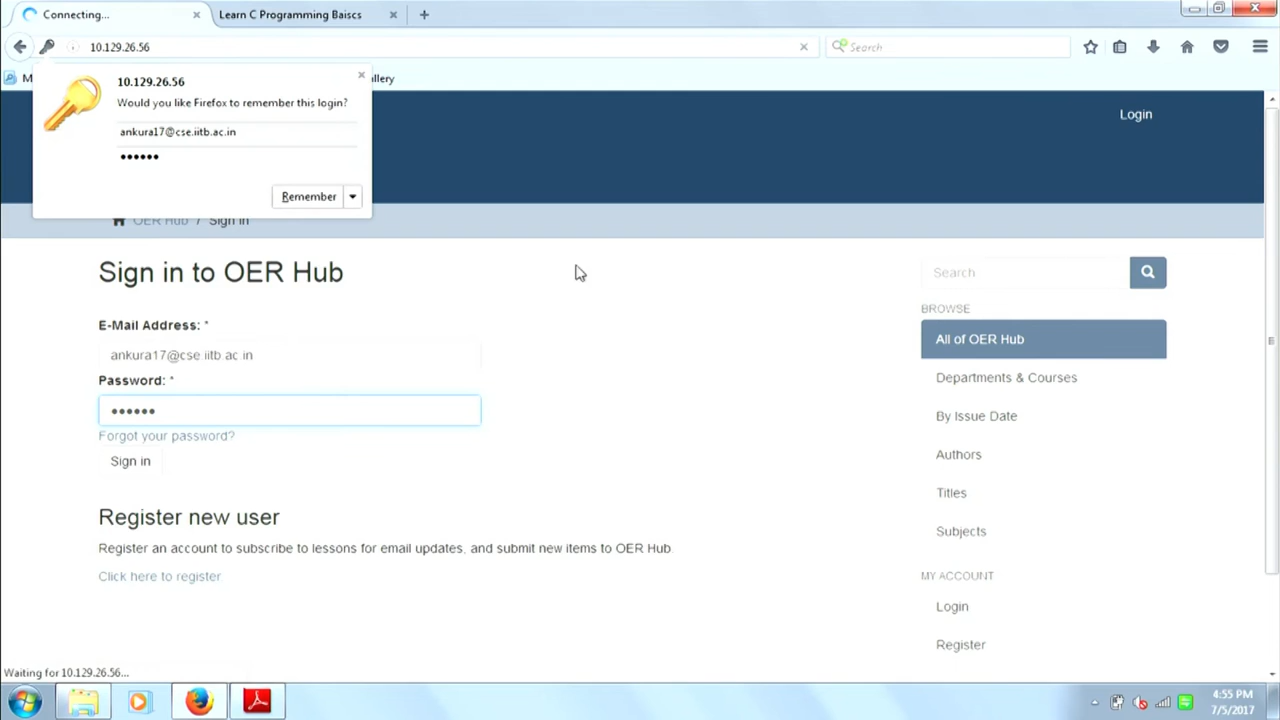 Connecting...
Learn C Programming Baiscs
10.129.26.56
Search
M
allery
10.129.26.56
Would you like Firefox to remember this login?
ankura17@cse.iitb.ac.in
••••••
Remember
Login
OER Hub / Sign in
Sign in to OER Hub
E-Mail Address: *
ankura17@cse iitb ac in
Password: *
••••••
Forgot your password?
Sign in
Register new user
Register an account to subscribe to lessons for email updates, and submit new items to OER Hub.
Click here to register
Search
BROWSE
All of OER Hub
Departments & Courses
By Issue Date
Authors
Titles
Subjects
MY ACCOUNT
Login
Register
Waiting for 10.129.26.56...
4:55 PM
7/5/2017